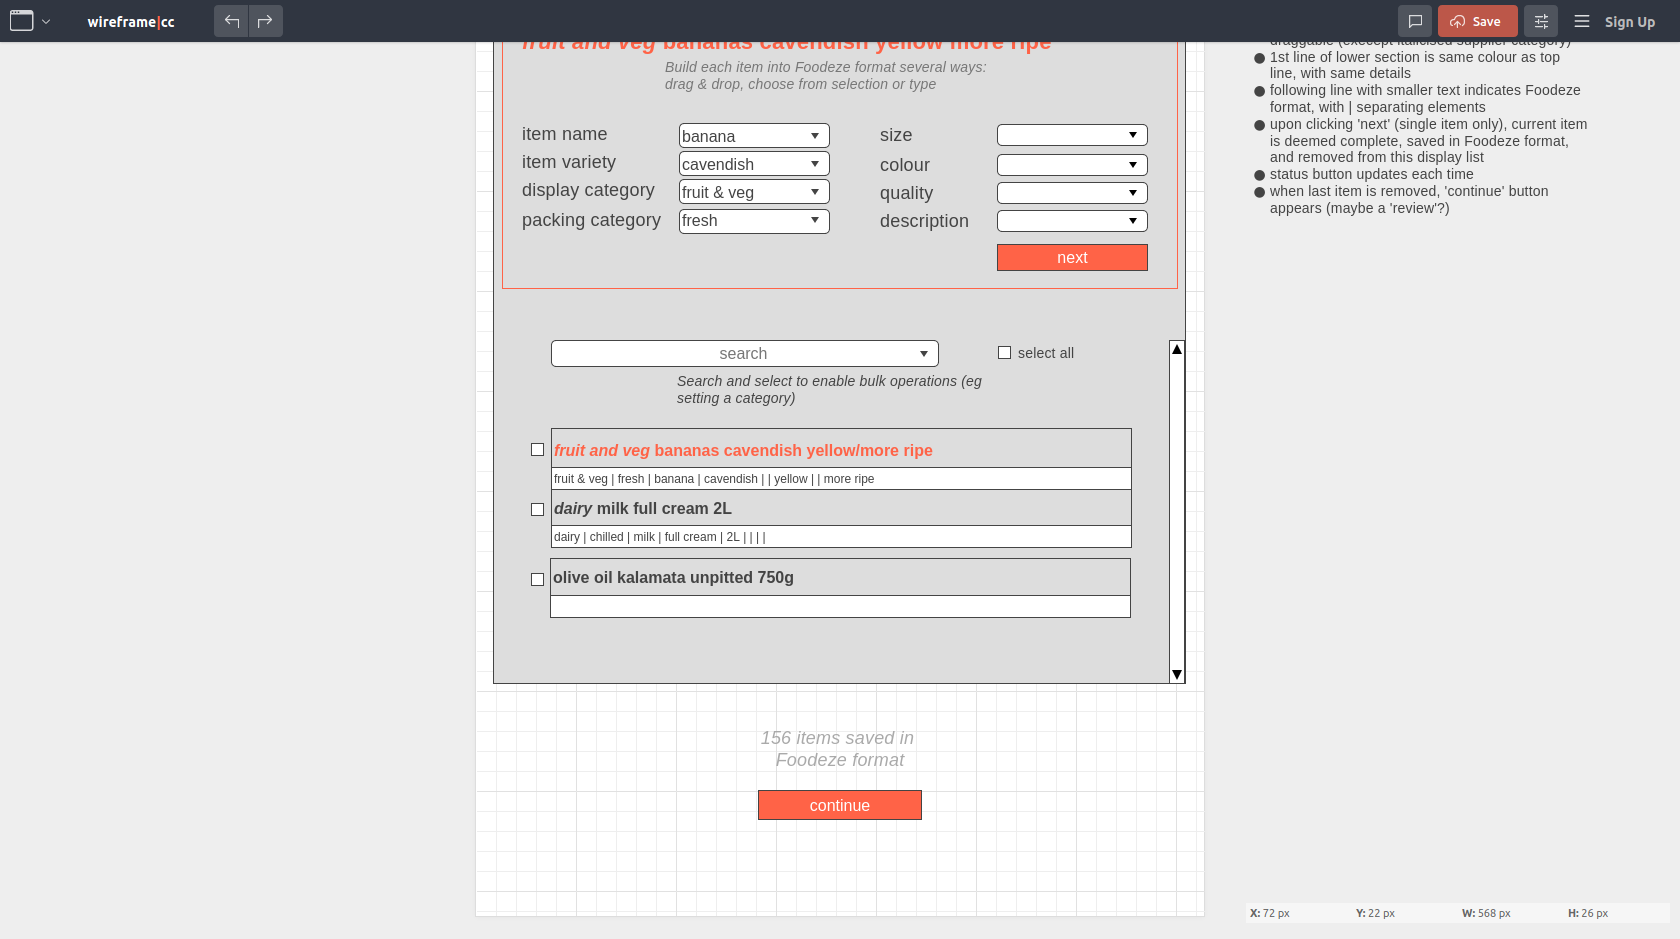 wireframe|cc
Save
Sign Up
fruit and veg bananas cavendish yellow more ripe
Build each item into Foodeze format several ways:
drag & drop, choose from selection or type
item name
banana
size
item variety
cavendish
colour
display category
fruit & veg
quality
packing category
fresh
description
next
search
select all
Search and select to enable bulk operations (eg
setting a category)
fruit and veg bananas cavendish yellow/more ripe
fruit & veg | fresh | banana | cavendish | | yellow | | more ripe
dairy milk full cream 2L
dairy | chilled | milk | full cream | 2L | | | |
olive oil kalamata unpitted 750g
156 items saved in
Foodeze format
continue
draggable (except italicised supplier category)
1st line of lower section is same colour as top
line, with same details
following line with smaller text indicates Foodeze
format, with | separating elements
upon clicking 'next' (single item only), current item
is deemed complete, saved in Foodeze format,
and removed from this display list
status button updates each time
when last item is removed, 'continue' button
appears (maybe a 'review'?)
X: 72 px Y: 22 px W: 568 px H: 26 px